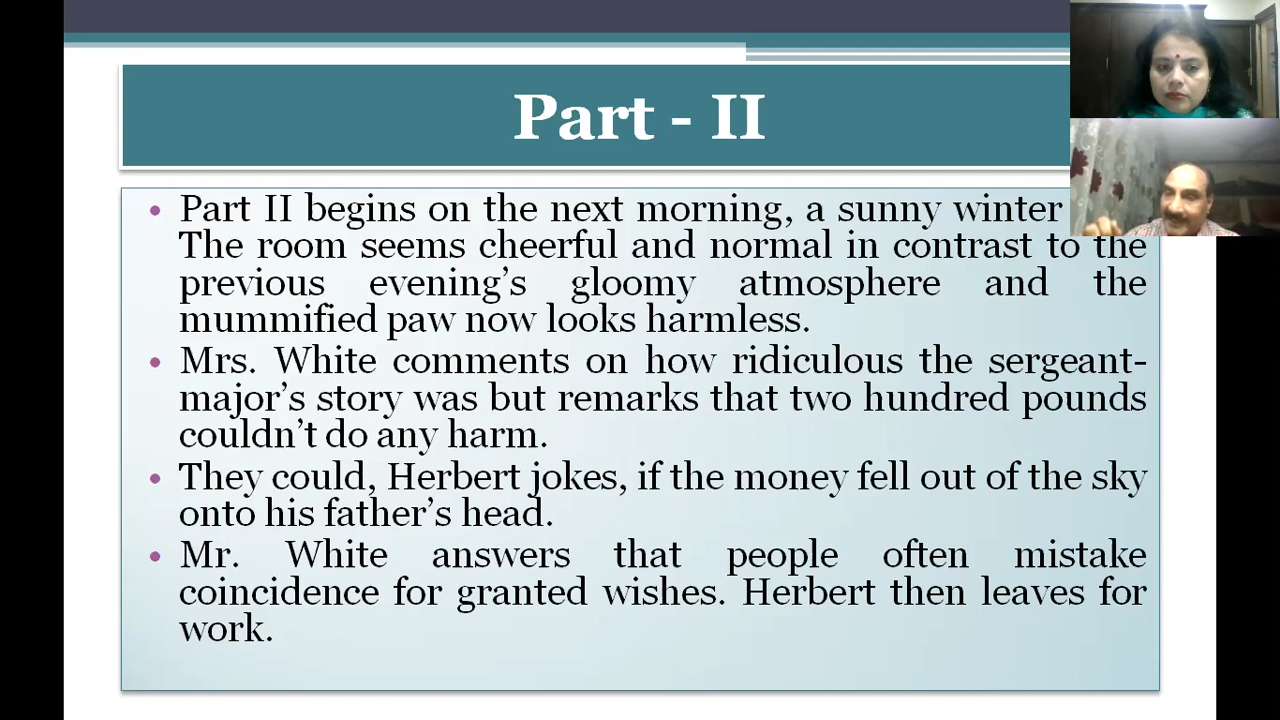 Part - II
• Part II begins on the next morning, a sunny winter
The room seems cheerful and normal in contrast to the
previous evening’s gloomy atmosphere and the
mummified paw now looks harmless.
• Mrs. White comments on how ridiculous the sergeant-
major’s story was but remarks that two hundred pounds
couldn’t do any harm.
• They could, Herbert jokes, if the money fell out of the sky
onto his father’s head.
• Mr. White answers that people often mistake
coincidence for granted wishes. Herbert then leaves for
work.